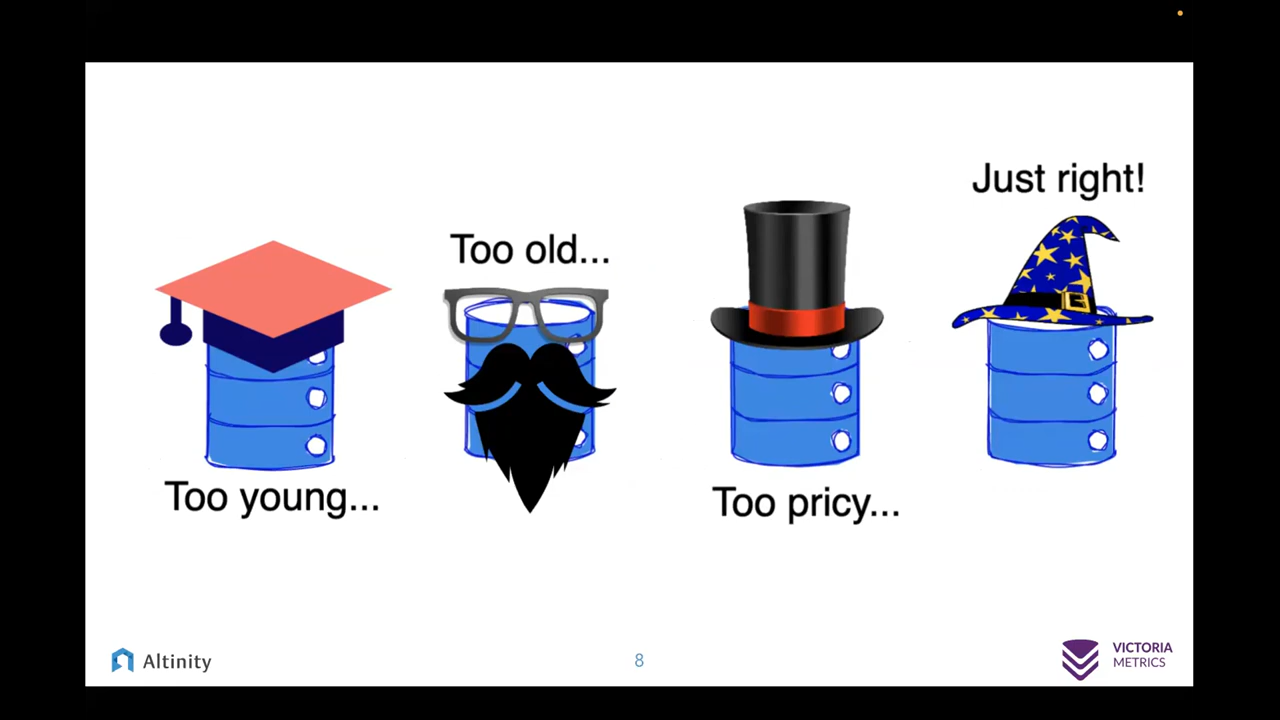 Too young...
Too old...
Too pricy...
Just right!
Altinity
8
VICTORIA
METRICS